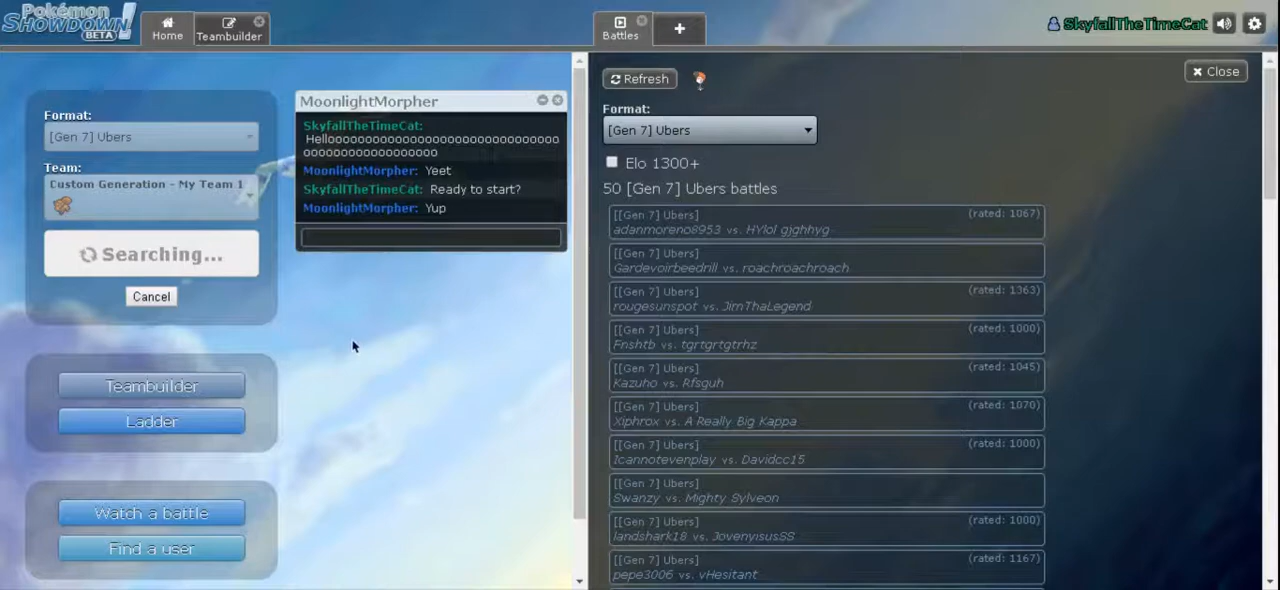 Pokémon
SHOWDOWN!
BETA
Home
Teambuilder
Battles
+
SkyfallTheTimeCat
Format:
[Gen 7] Ubers
Team:
Custom Generation - My Team 1
Searching...
Cancel
Teambuilder
Ladder
Watch a battle
Find a user
MoonlightMorpher
SkyfallTheTimeCat:
Hellooooooooooooooooooooooooooooooo
oooooooooooooooooo
MoonlightMorpher: Yeet
SkyfallTheTimeCat: Ready to start?
MoonlightMorpher: Yup
Refresh
Close
Format:
[Gen 7] Ubers
Elo 1300+
50 [Gen 7] Ubers battles
[[Gen 7] Ubers] (rated: 1067)
adanmoreno8953 vs. HYlol gjghhyg
[[Gen 7] Ubers]
Gardevoirbeedrill vs. roachroachroach
[[Gen 7] Ubers] (rated: 1363)
rougesunspot vs. JimThaLegend
[[Gen 7] Ubers] (rated: 1000)
Fnshtb vs. tgrtgrtgtrhz
[[Gen 7] Ubers] (rated: 1045)
Kazuho vs. Rfsguh
[[Gen 7] Ubers] (rated: 1070)
Xiphrox vs. A Really Big Kappa
[[Gen 7] Ubers] (rated: 1000)
Icannotevenplay vs. Davidcc15
[[Gen 7] Ubers]
Swanzy vs. Mighty Sylveon
[[Gen 7] Ubers] (rated: 1000)
landshark18 vs. JovenyisusSS
[[Gen 7] Ubers] (rated: 1167)
pepe3006 vs. vHesitant